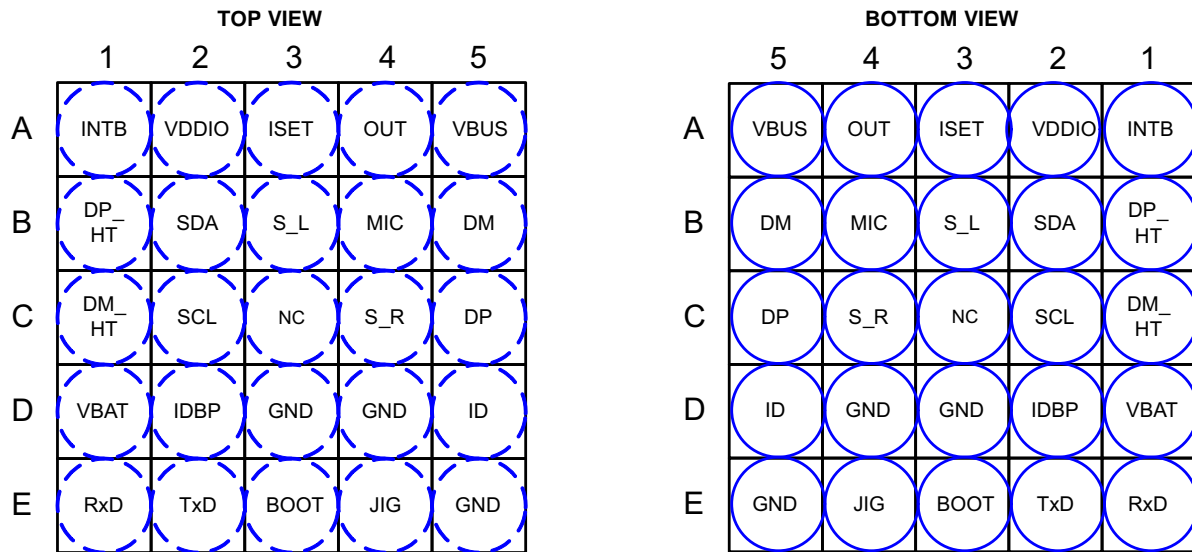 TOP VIEW
1 2 3 4 5
A INTB VDDIO ISET OUT VBUS
B DP_
HT SDA S_L MIC DM
C DM_
HT SCL NC S_R DP
D VBAT IDBP GND GND ID
E RxD TxD BOOT JIG GND
BOTTOM VIEW
5 4 3 2 1
A VBUS OUT ISET VDDIO INTB
B DM MIC S_L SDA DP_
HT
C DP S_R NC SCL DM_
HT
D ID GND GND IDBP VBAT
E GND JIG BOOT TxD RxD